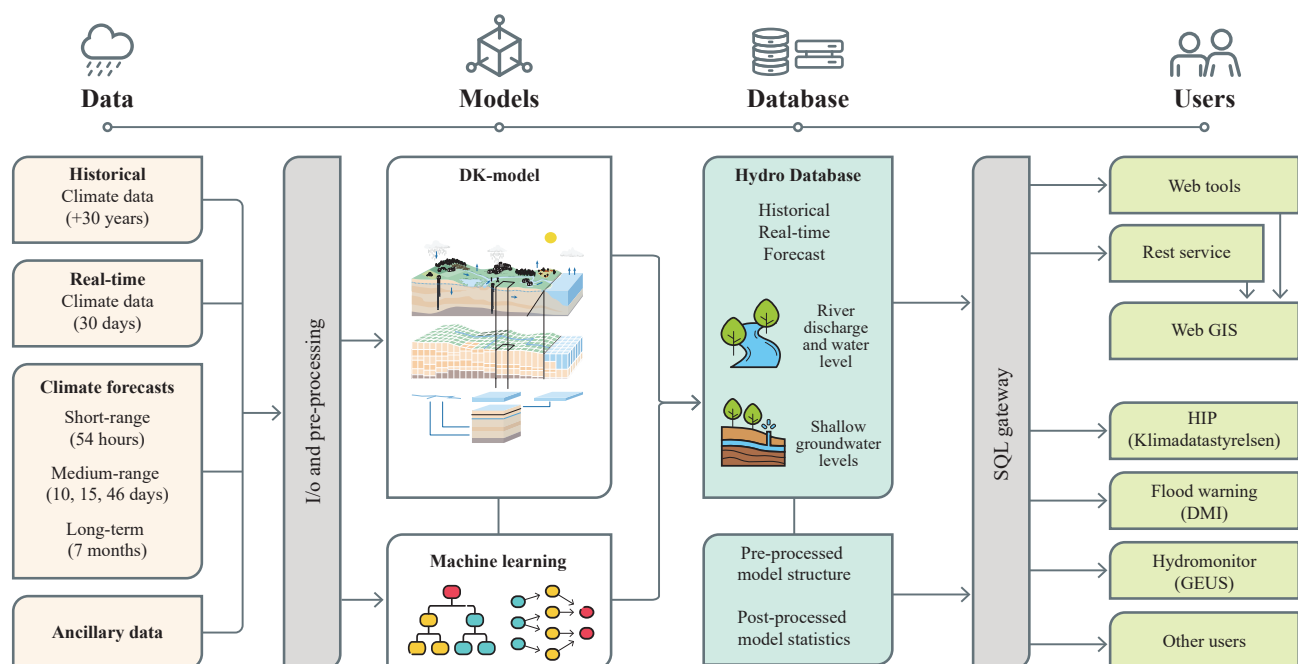 Data
Models
Database
Users
Historical
Climate data
(+30 years)
Real-time
Climate data
(30 days)
Climate forecasts
Short-range
(54 hours)
Medium-range
(10, 15, 46 days)
Long-term
(7 months)
Ancillary data
I/o and pre-processing
DK-model
Machine learning
Hydro Database
Historical
Real-time
Forecast
River
discharge
and water
level
Shallow
groundwater
levels
Pre-processed
model structure
Post-processed
model statistics
SQL gateway
Web tools
Rest service
Web GIS
HIP
(Klimadatastyrelsen)
Flood warning
(DMI)
Hydromonitor
(GEUS)
Other users